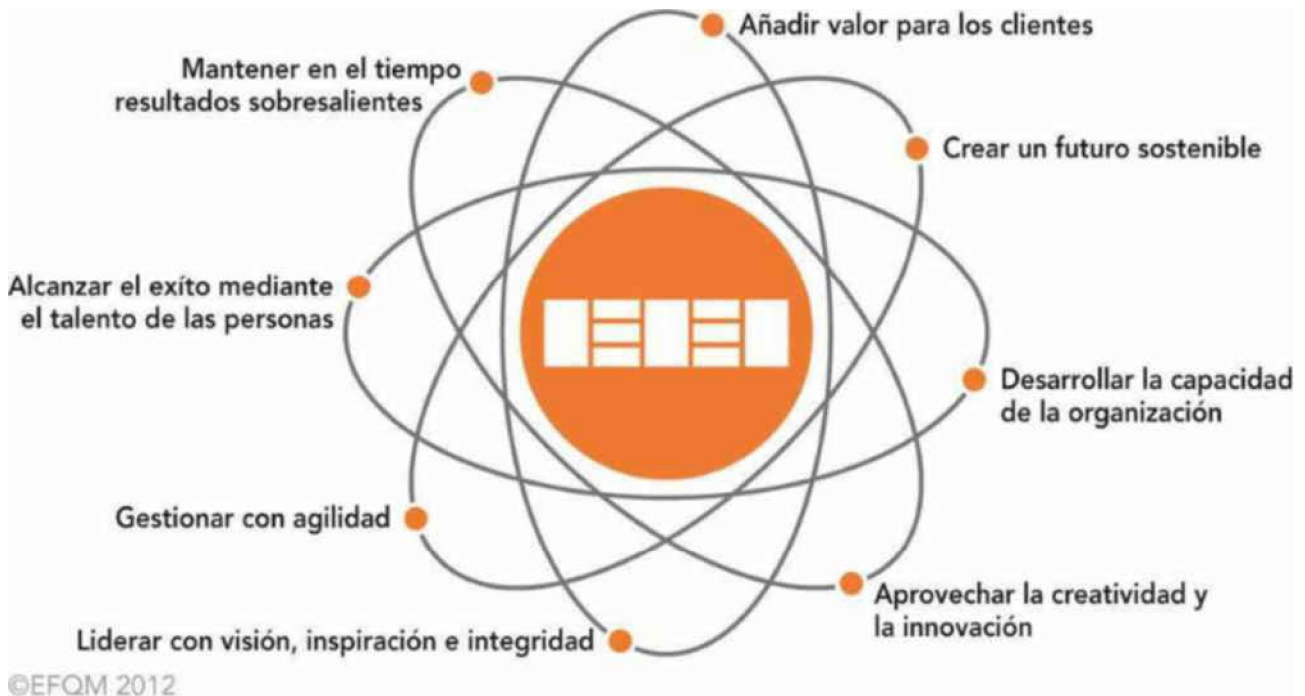 Añadir valor para los clientes
Mantener en el tiempo
resultados sobresalientes
Crear un futuro sostenible
Alcanzar el exíto mediante
el talento de las personas
Desarrollar la capacidad
de la organización
Gestionar con agilidad
Aprovechar la creatividad y
la innovación
Liderar con visión, inspiración e integridad
©EFQM 2012